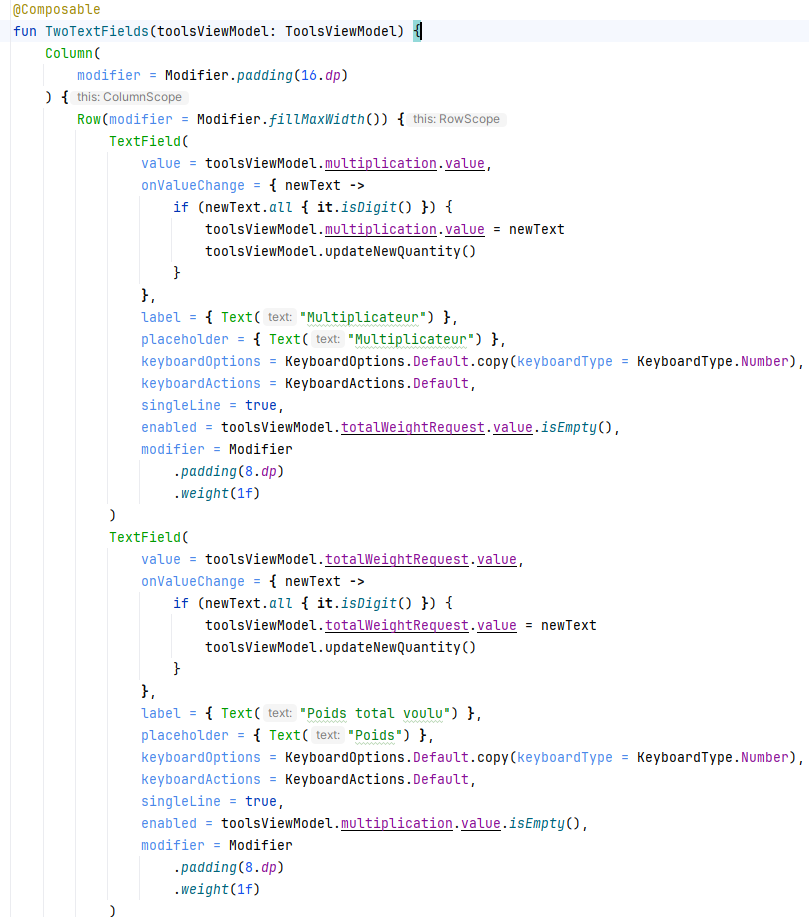 @Composable
fun TwoTextFields(toolsViewModel: ToolsViewModel) {
    Column(
        modifier = Modifier.padding(16.dp)
    ) { this: ColumnScope
        Row(modifier = Modifier.fillMaxWidth()) { this: RowScope
            TextField(
                value = toolsViewModel.multiplication.value,
                onValueChange = { newText ->
                    if (newText.all { it.isDigit() }) {
                        toolsViewModel.multiplication.value = newText
                        toolsViewModel.updateNewQuantity()
                    }
                },
                label = { Text( text: "Multiplicateur") },
                placeholder = { Text( text: "Multiplicateur") },
                keyboardOptions = KeyboardOptions.Default.copy(keyboardType = KeyboardType.Number),
                keyboardActions = KeyboardActions.Default,
                singleLine = true,
                enabled = toolsViewModel.totalWeightRequest.value.isEmpty(),
                modifier = Modifier
                    .padding(8.dp)
                    .weight(1f)
            )
            TextField(
                value = toolsViewModel.totalWeightRequest.value,
                onValueChange = { newText ->
                    if (newText.all { it.isDigit() }) {
                        toolsViewModel.totalWeightRequest.value = newText
                        toolsViewModel.updateNewQuantity()
                    }
                },
                label = { Text( text: "Poids total voulu") },
                placeholder = { Text( text: "Poids") },
                keyboardOptions = KeyboardOptions.Default.copy(keyboardType = KeyboardType.Number),
                keyboardActions = KeyboardActions.Default,
                singleLine = true,
                enabled = toolsViewModel.multiplication.value.isEmpty(),
                modifier = Modifier
                    .padding(8.dp)
                    .weight(1f)
            )